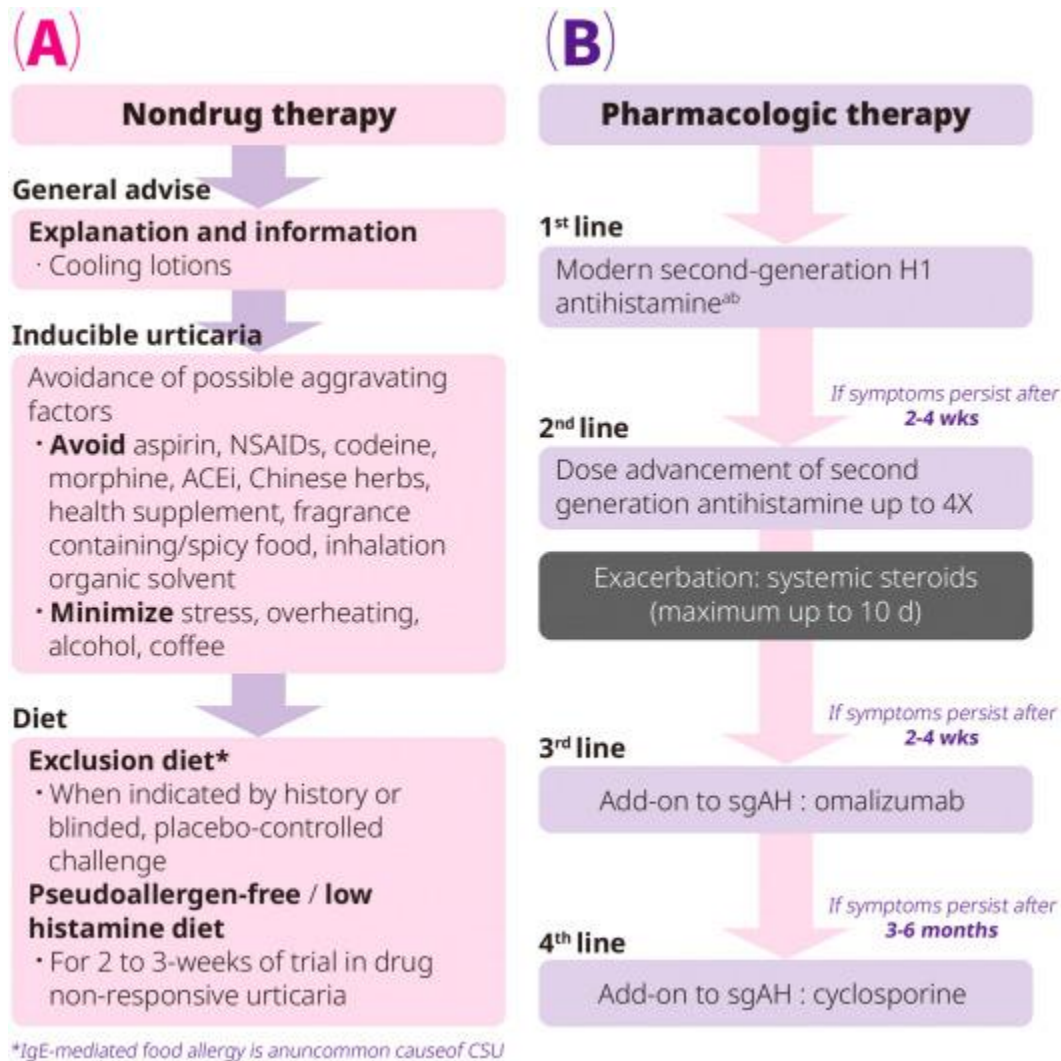 (A)
Nondrug therapy
General advise
Explanation and information
· Cooling lotions
Inducible urticaria
Avoidance of possible aggravating
factors
· Avoid aspirin, NSAIDs, codeine,
morphine, ACEi, Chinese herbs,
health supplement, fragrance
containing/spicy food, inhalation
organic solvent
· Minimize stress, overheating,
alcohol, coffee
Diet
Exclusion diet*
· When indicated by history or
blinded, placebo-controlled
challenge
Pseudoallergen-free / low
histamine diet
· For 2 to 3-weeks of trial in drug
non-responsive urticaria
*IgE-mediated food allergy is anuncommon causeof CSU
(B)
Pharmacologic therapy
1st line
Modern second-generation H1
antihistamineab
If symptoms persist after
2-4 wks
2nd line
Dose advancement of second
generation antihistamine up to 4X
Exacerbation: systemic steroids
(maximum up to 10 d)
If symptoms persist after
2-4 wks
3rd line
Add-on to sgAH : omalizumab
If symptoms persist after
3-6 months
4th line
Add-on to sgAH : cyclosporine